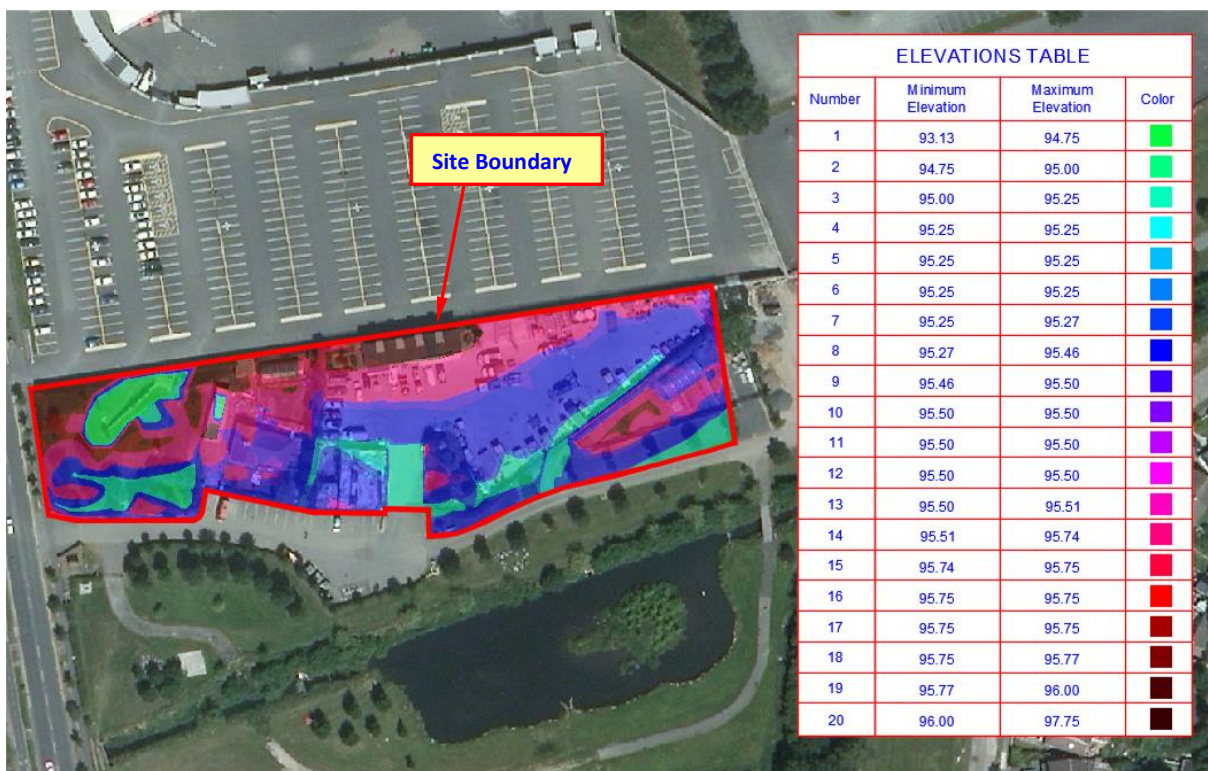 Site Boundary
ELEVATIONS TABLE
Number Minimum Elevation Maximum Elevation Color
1 93.13 94.75
2 94.75 95.00
3 95.00 95.25
4 95.25 95.25
5 95.25 95.25
6 95.25 95.25
7 95.25 95.27
8 95.27 95.46
9 95.46 95.50
10 95.50 95.50
11 95.50 95.50
12 95.50 95.50
13 95.50 95.51
14 95.51 95.74
15 95.74 95.75
16 95.75 95.75
17 95.75 95.75
18 95.75 95.77
19 95.77 96.00
20 96.00 97.75